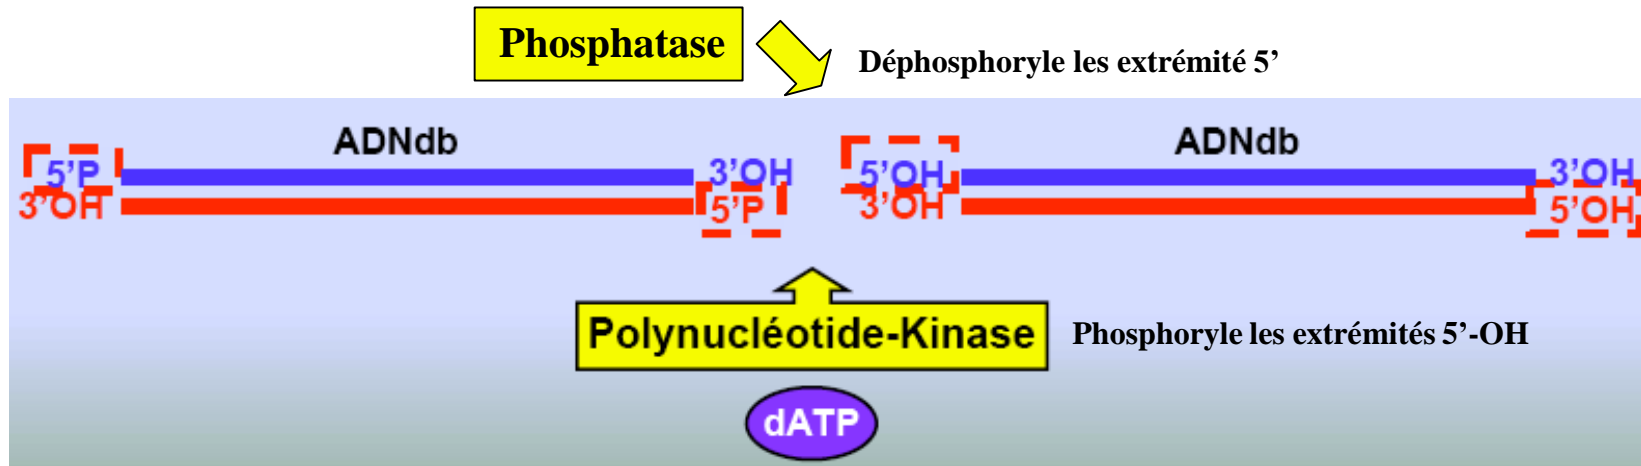 Phosphatase
Déphosphoryle les extrémité 5’
ADNdb
ADNdb
5’P
3’OH
5’OH
3’OH
3’OH
5’P
3’OH
5’OH
Polynucléotide-Kinase
Phosphoryle les extrémités 5’-OH
dATP